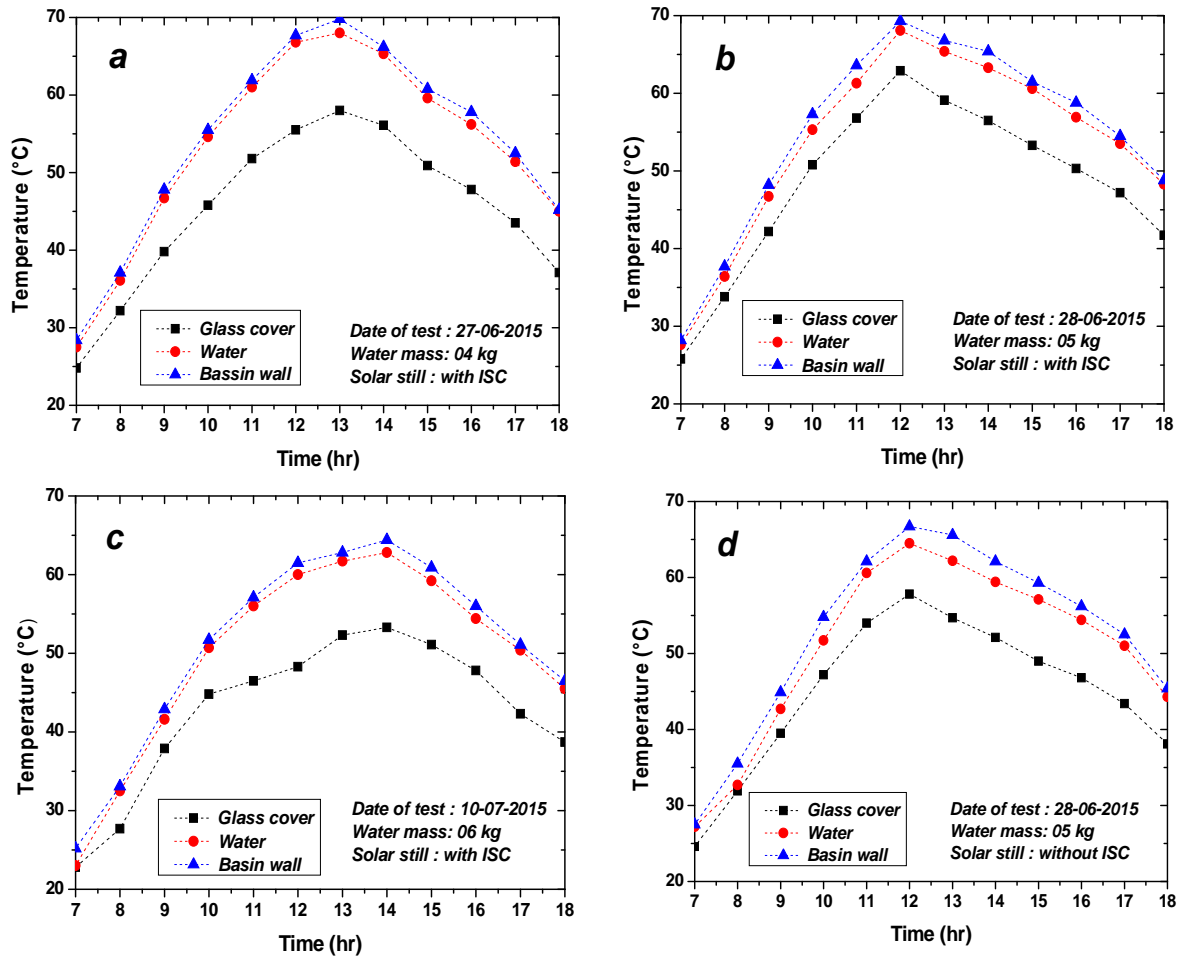 a
Temperature (°C)
70
60
50
40
30
20
Glass cover
Water
Bassin wall
Date of test : 27-06-2015
Water mass: 04 kg
Solar still : with ISC
7 8 9 10 11 12 13 14 15 16 17 18
Time (hr)
b
Temperature (°C)
70
60
50
40
30
20
Glass cover
Water
Basin wall
Date of test : 28-06-2015
Water mass: 05 kg
Solar still : with ISC
7 8 9 10 11 12 13 14 15 16 17 18
Time (hr)
c
Temperature (°C)
70
60
50
40
30
20
Glass cover
Water
Basin wall
Date of test : 10-07-2015
Water mass: 06 kg
Solar still : with ISC
7 8 9 10 11 12 13 14 15 16 17 18
Time (hr)
d
Temperature (°C)
70
60
50
40
30
20
Glass cover
Water
Basin wall
Date of test : 28-06-2015
Water mass: 05 kg
Solar still : without ISC
7 8 9 10 11 12 13 14 15 16 17 18
Time (hr)